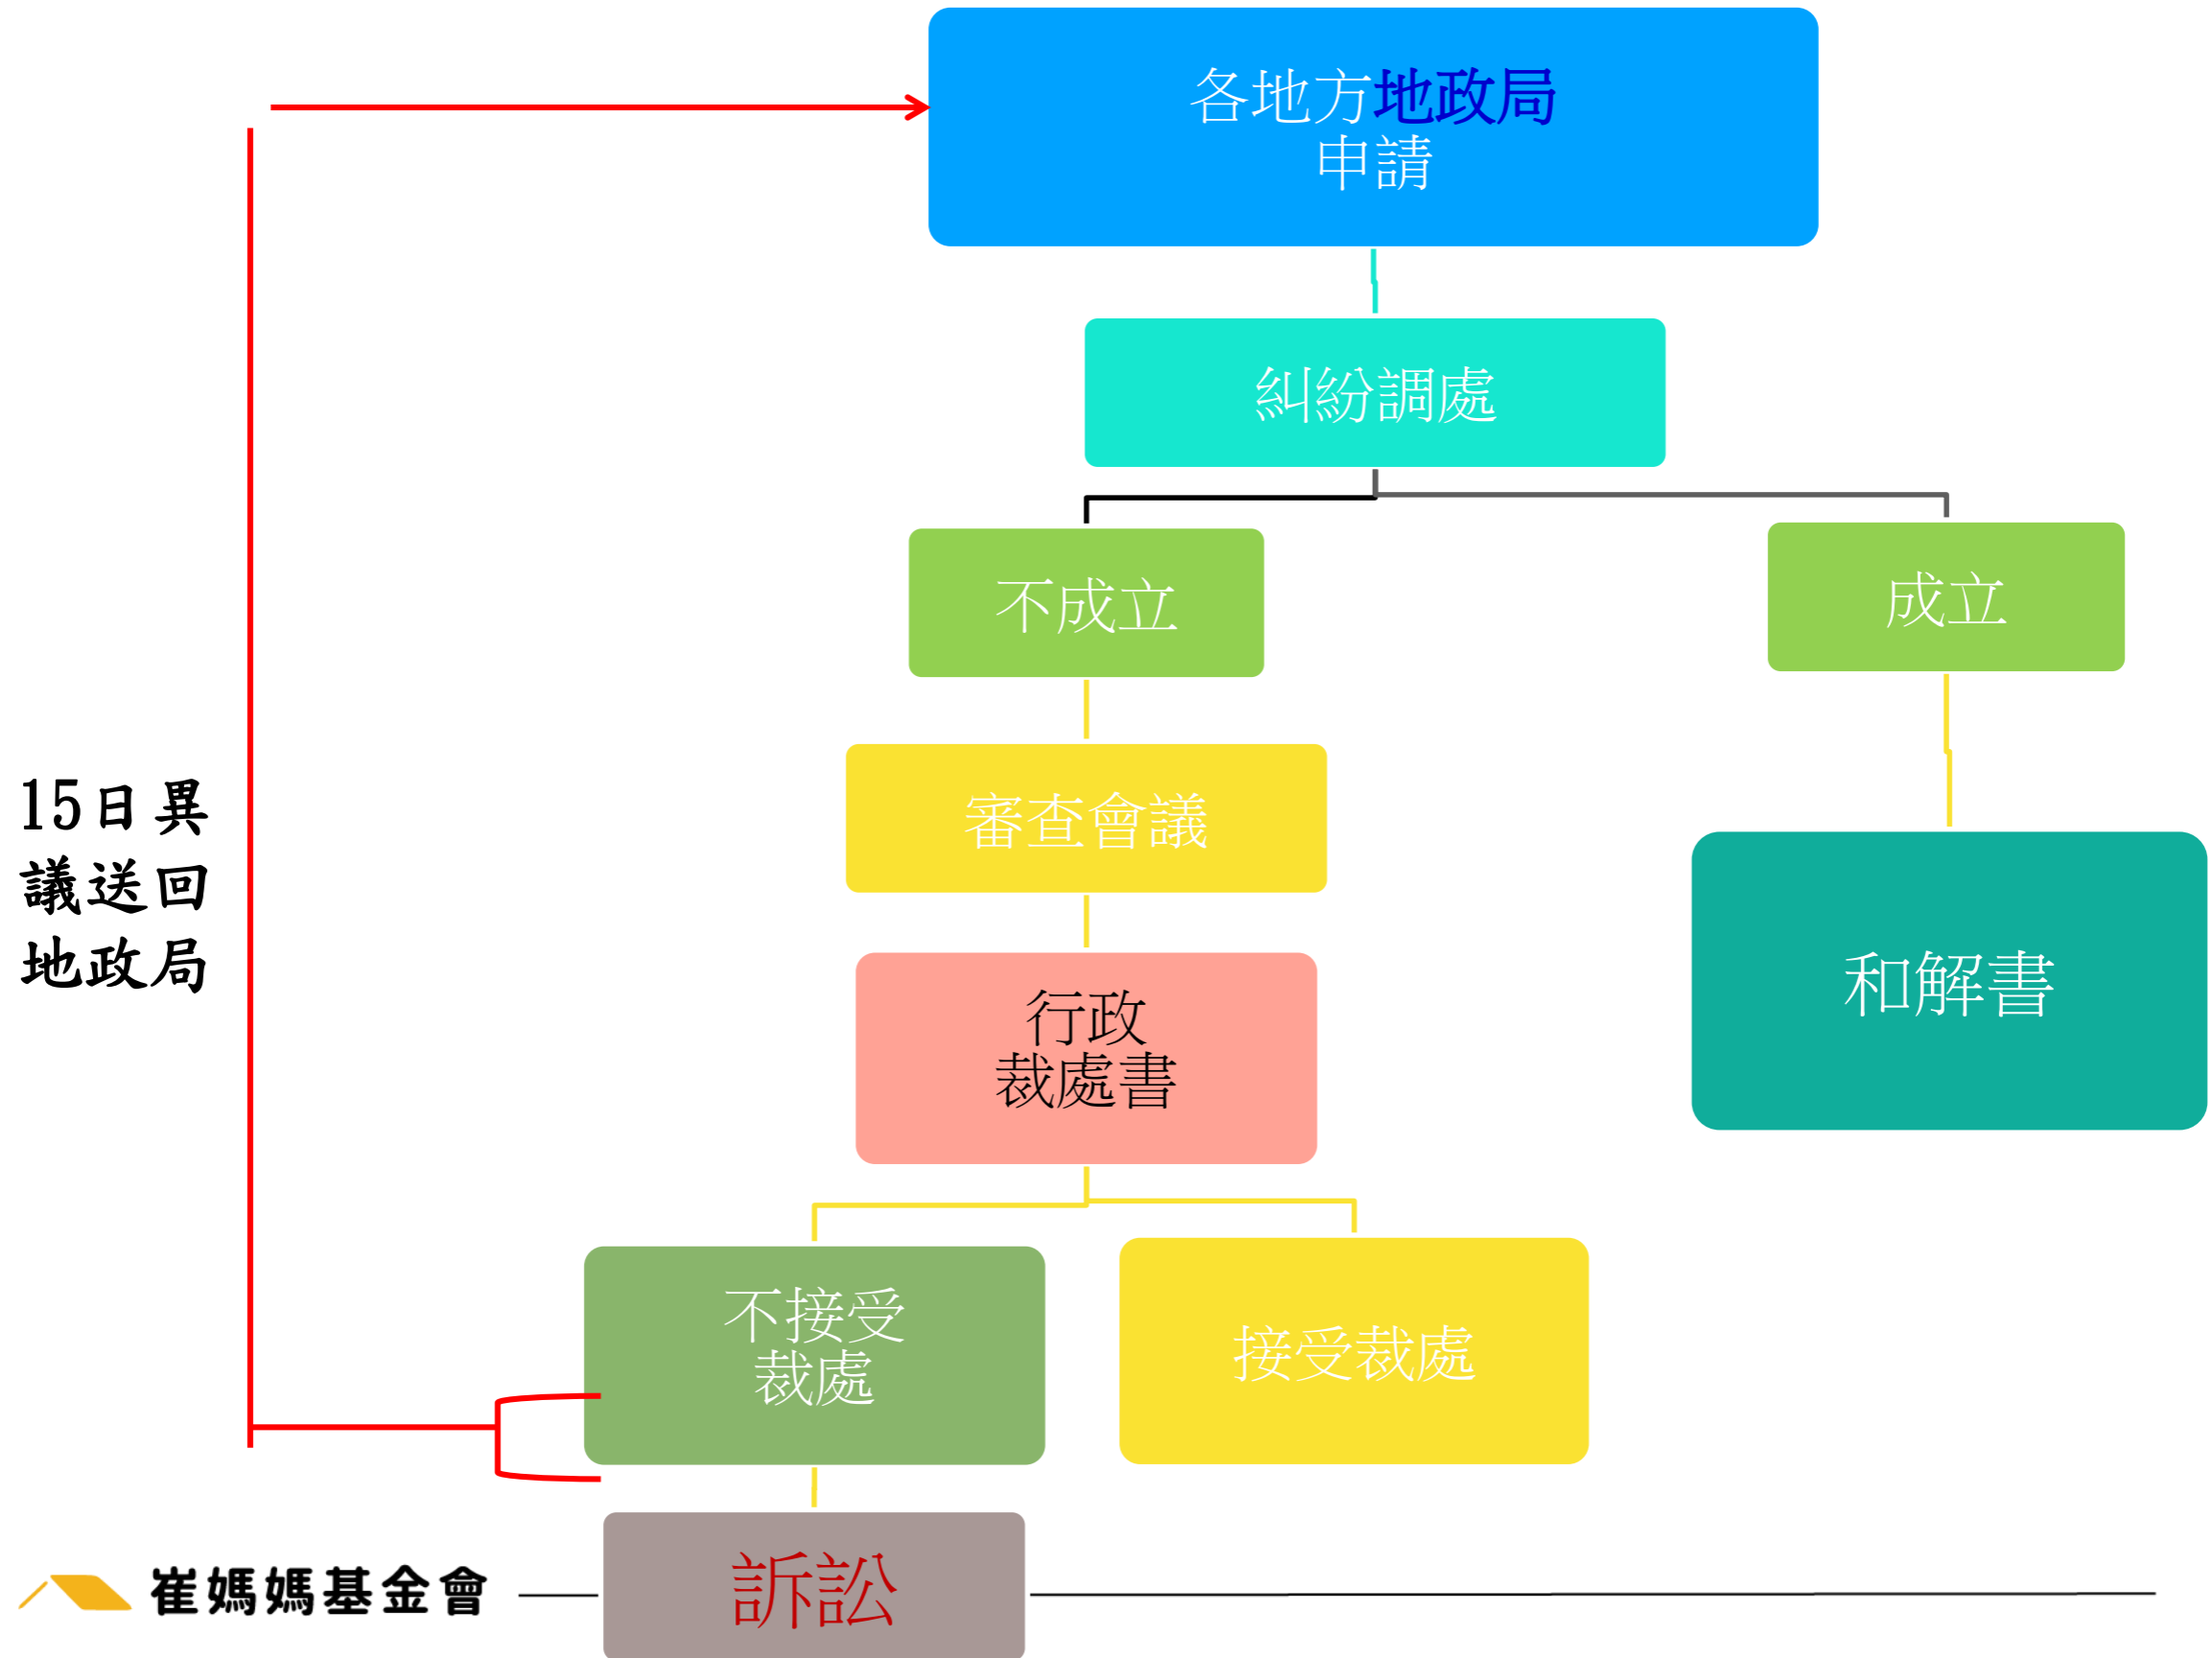 各地方地政局
申請
糾紛調處
不成立
成立
審查會議
15日異
議送回
地政局
和解書
行政
裁處書
不接受
裁處
接受裁處
訴訟
崔媽媽基金會